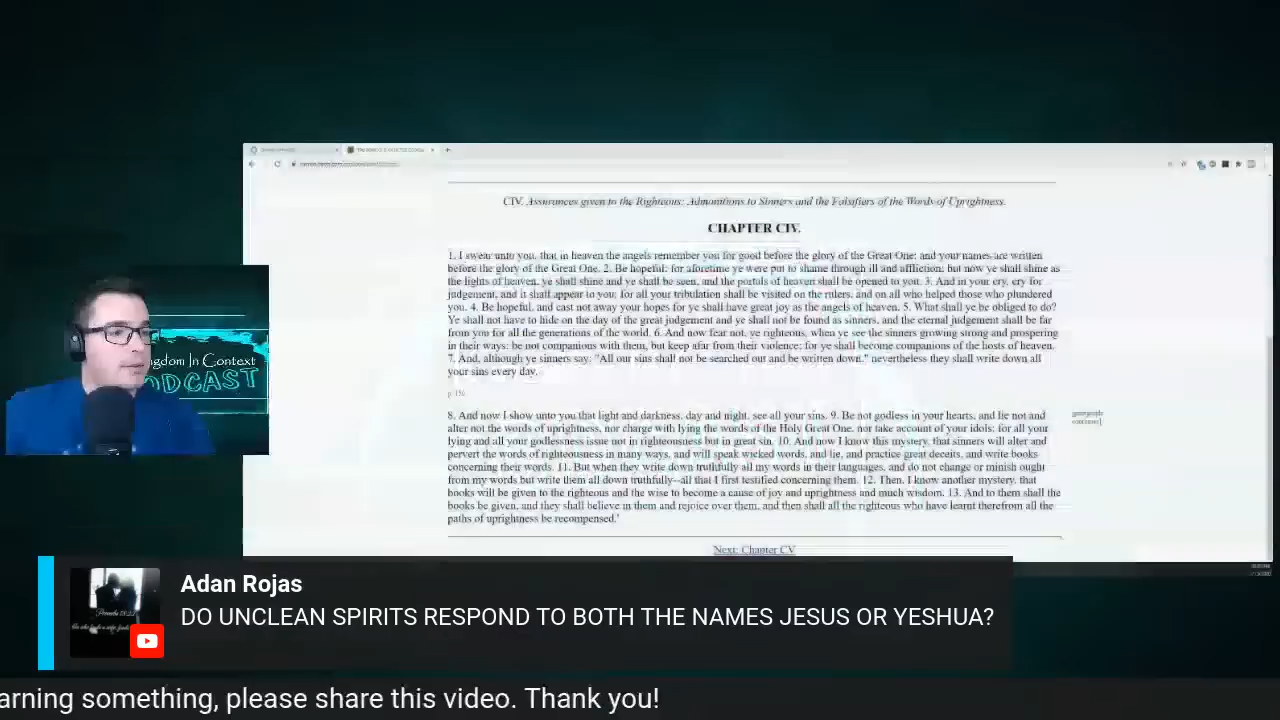 CIV. Assurances given to the Righteous: Admonitions to Sinners and the Falsifiers of the Words of Uprightness.
CHAPTER CIV.
1. I swear unto you, that in heaven the angels remember you for good before the glory of the Great One: and your names are written
before the glory of the Great One. 2. Be hopeful; for aforetime ye were put to shame through ill and affliction; but now ye shall shine as
the lights of heaven, ye shall shine and ye shall be seen, and the portals of heaven shall be opened to you. 3. And in your cry, cry for
judgement, and it shall appear to you; for all your tribulation shall be visited on the rulers, and on all who helped those who plundered
you. 4. Be hopeful, and cast not away your hopes for ye shall have great joy as the angels of heaven. 5. What shall ye be obliged to do?
Ye shall not have to hide on the day of the great judgement and ye shall not be found as sinners, and the eternal judgement shall be far
from you for all the generations of the world. 6. And now fear not, ye righteous, when ye see the sinners growing strong and prospering
in their ways: be not companions with them, but keep afar from their violence; for ye shall become companions of the hosts of heaven.
7. And, although ye sinners say: "All our sins shall not be searched out and be written down," nevertheless they shall write down all
your sins every day.
8. And now I show unto you that light and darkness, day and night, see all your sins. 9. Be not godless in your hearts, and lie not and
alter not the words of uprightness, nor charge with lying the words of the Holy Great One, nor take account of your idols; for all your
lying and all your godlessness issue not in righteousness but in great sin. 10. And now I know this mystery, that sinners will alter and
pervert the words of righteousness in many ways, and will speak wicked words, and lie, and practice great deceits, and write books
concerning their words. 11. But when they write down truthfully all my words in their languages, and do not change or minish ought
from my words but write them all down truthfully--all that I first testified concerning them. 12. Then, I know another mystery, that
books will be given to the righteous and the wise to become a cause of joy and uprightness and much wisdom. 13. And to them shall the
books be given, and they shall believe in them and rejoice over them, and then shall all the righteous who have learnt therefrom all the
paths of uprightness be recompensed.'
Next: Chapter CV
ngdom In Context
ODCAST
Adan Rojas
DO UNCLEAN SPIRITS RESPOND TO BOTH THE NAMES JESUS OR YESHUA?
arning something, please share this video. Thank you!